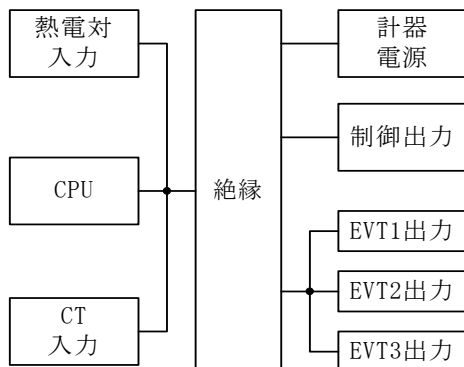 熱電対
入力
CPU
CT
入力
絶縁
計器
電源
制御出力
EVT1出力
EVT2出力
EVT3出力